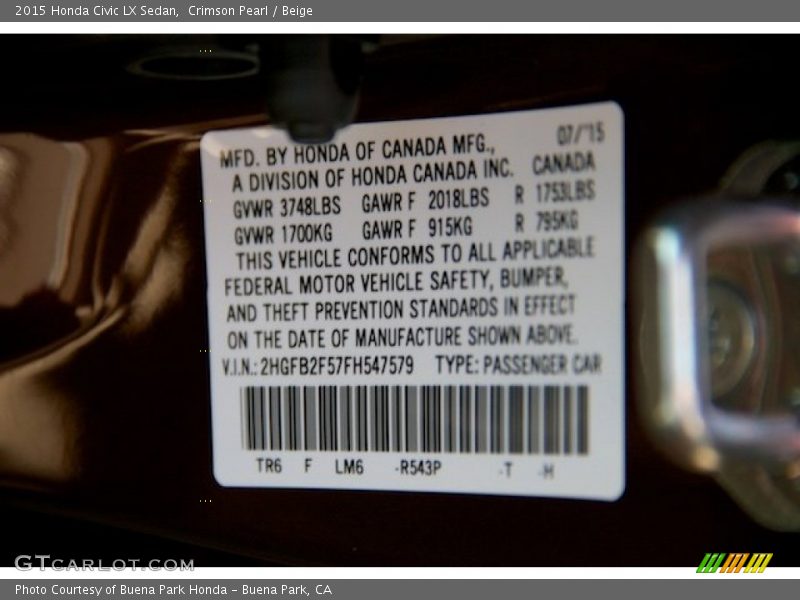 2015 Honda Civic LX Sedan,  Crimson Pearl / Beige
07/'15
MFD. BY HONDA OF CANADA MFG.,
A DIVISION OF HONDA CANADA INC. CANADA
GVWR 3748LBS GAWR F 2018LBS R 1753LBS
GVWR 1700KG GAWR F 915KG R 795KG
THIS VEHICLE CONFORMS TO ALL APPLICABLE
FEDERAL MOTOR VEHICLE SAFETY, BUMPER,
AND THEFT PREVENTION STANDARDS IN EFFECT
ON THE DATE OF MANUFACTURE SHOWN ABOVE.
V.I.N.: 2HGFB2F57FH547579 TYPE: PASSENGER CAR
TR6 F LM6 -R543P -T -H
GTCARLOT.COM
Photo Courtesy of Buena Park Honda - Buena Park, CA